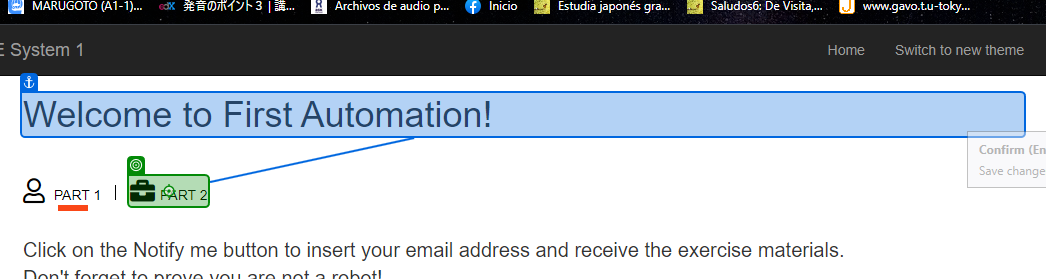 MARUGOTO (A1-1)... 発音のポイント３ | 講... Archivos de audio p... Inicio Estudia japonés gra... Saludos6: De Visita,... www.gavo.t.u-toky...
E System 1 Home Switch to new theme
Welcome to First Automation!
Confirm (En
Save change
PART 1 | PART 2
Click on the Notify me button to insert your email address and receive the exercise materials.
Don't forget to prove you are not a robot!